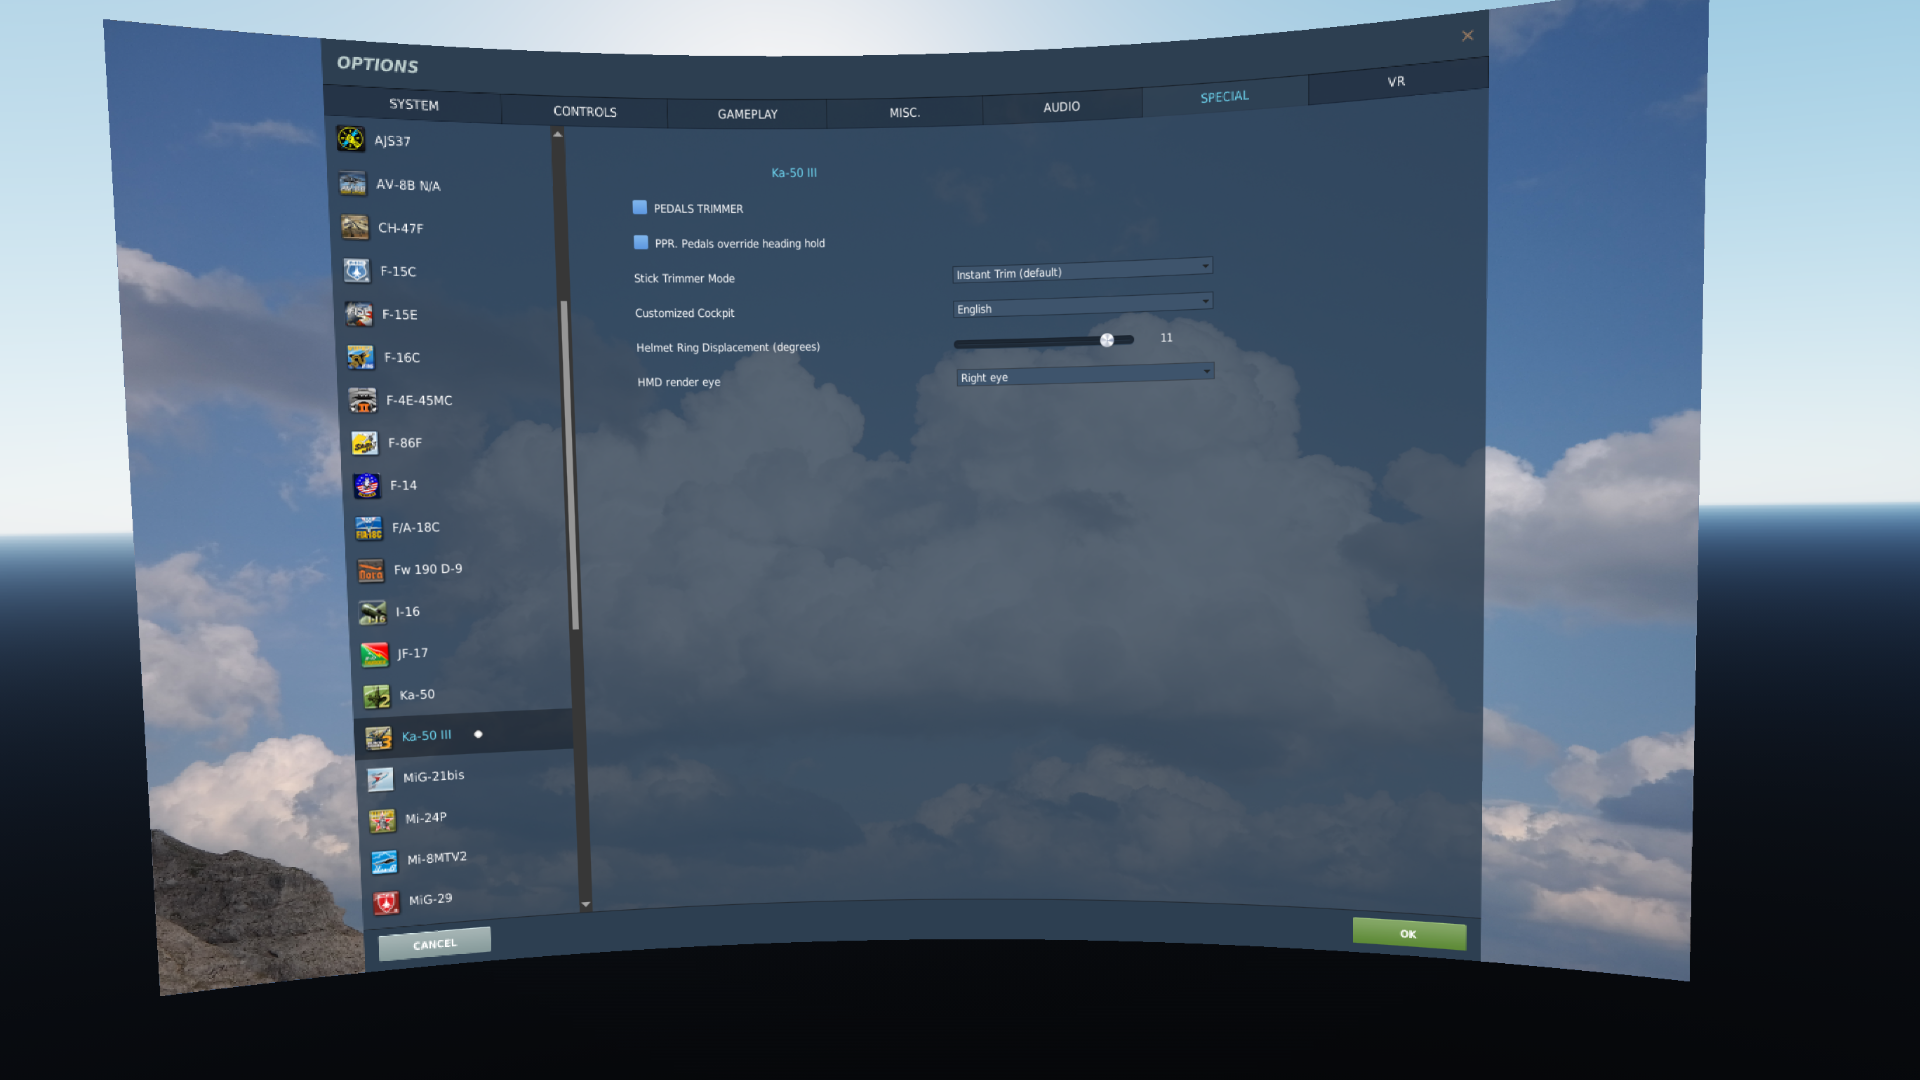 OPTIONS
SYSTEM
CONTROLS
GAMEPLAY
MISC.
AUDIO
SPECIAL
VR
AJS37
AV-8B N/A
CH-47F
F-15C
F-15E
F-16C
F-4E-45MC
F-86F
F-14
F/A-18C
Fw 190 D-9
I-16
JF-17
Ka-50
Ka-50 III
MiG-21bis
Mi-24P
Mi-8MTV2
MiG-29
Ka-50 III
PEDALS TRIMMER
PPR. Pedals override heading hold
Stick Trimmer Mode
Instant Trim (default)
Customized Cockpit
English
Helmet Ring Displacement (degrees)
11
HMD render eye
Right eye
CANCEL
OK